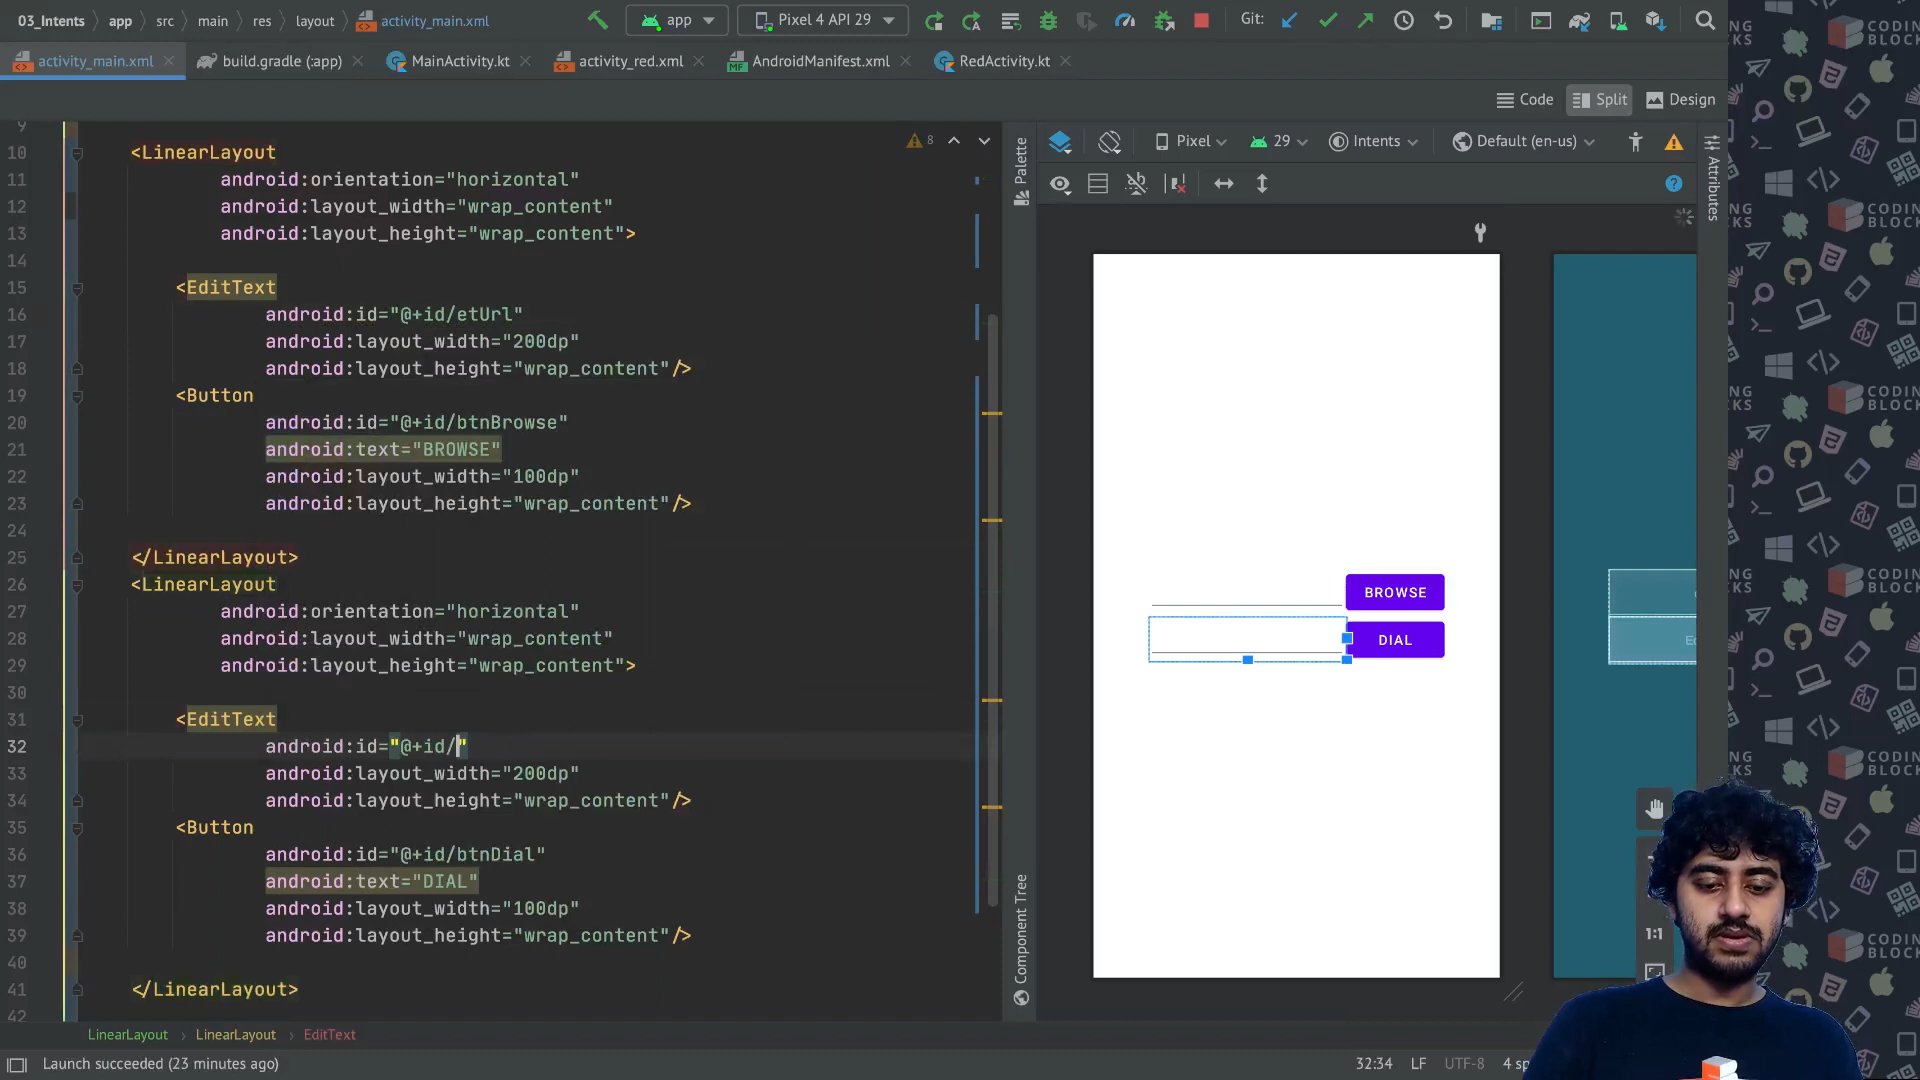 03_Intents app src main res layout activity_main.xml app Pixel 4 API 29 Git:
activity_main.xml build.gradle (:app) MainActivity.kt activity_red.xml AndroidManifest.xml RedActivity.kt
Code Split Design
8
Pixel 29 Intents Default (en-us)
Palette
Attributes
Component Tree
9
10 <LinearLayout
11 android:orientation="horizontal"
12 android:layout_width="wrap_content"
13 android:layout_height="wrap_content">
14
15 <EditText
16 android:id="@+id/etUrl"
17 android:layout_width="200dp"
18 android:layout_height="wrap_content"/>
19 <Button
20 android:id="@+id/btnBrowse"
21 android:text="BROWSE"
22 android:layout_width="100dp"
23 android:layout_height="wrap_content"/>
24
25 </LinearLayout>
26 <LinearLayout
27 android:orientation="horizontal"
28 android:layout_width="wrap_content"
29 android:layout_height="wrap_content">
30
31 <EditText
32 android:id="@+id/"
33 android:layout_width="200dp"
34 android:layout_height="wrap_content"/>
35 <Button
36 android:id="@+id/btnDial"
37 android:text="DIAL"
38 android:layout_width="100dp"
39 android:layout_height="wrap_content"/>
40
41 </LinearLayout>
42
BROWSE
DIAL
1:1
LinearLayout LinearLayout EditText
Launch succeeded (23 minutes ago)
32:34 LF UTF-8 4 sp